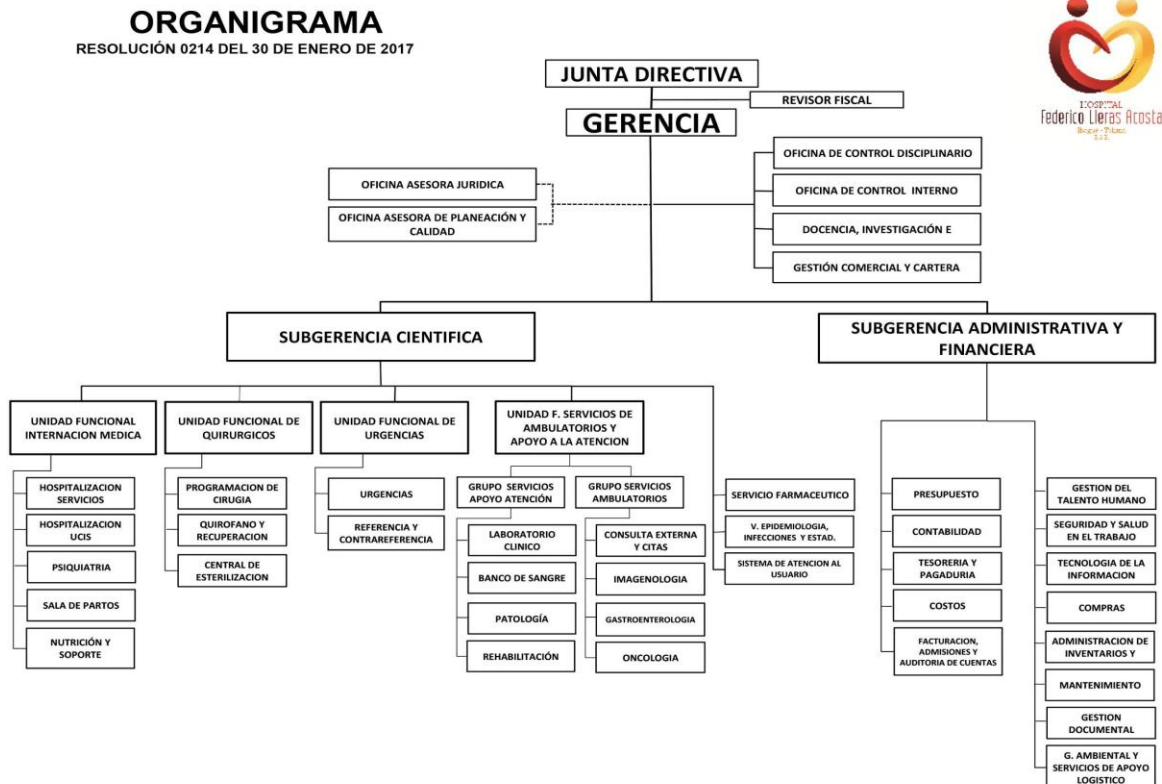 ORGANIGRAMA
RESOLUCIÓN 0214 DEL 30 DE ENERO DE 2017
HOSPITAL
Federico Lleras Acosta
Ibagué - Tolima
E.S.E.
JUNTA DIRECTIVA
REVISOR FISCAL
GERENCIA
OFICINA ASESORA JURIDICA
OFICINA ASESORA DE PLANEACIÓN Y
CALIDAD
OFICINA DE CONTROL DISCIPLINARIO
OFICINA DE CONTROL INTERNO
DOCENCIA, INVESTIGACIÓN E
GESTIÓN COMERCIAL Y CARTERA
SUBGERENCIA CIENTIFICA
SUBGERENCIA ADMINISTRATIVA Y
FINANCIERA
UNIDAD FUNCIONAL
INTERNACION MEDICA
HOSPITALIZACION
SERVICIOS
HOSPITALIZACION
UCIS
PSIQUIATRIA
SALA DE PARTOS
NUTRICIÓN Y
SOPORTE
UNIDAD FUNCIONAL DE
QUIRURGICOS
PROGRAMACION DE
CIRUGIA
QUIROFANO Y
RECUPERACION
CENTRAL DE
ESTERILIZACION
UNIDAD FUNCIONAL DE
URGENCIAS
URGENCIAS
REFERENCIA Y
CONTRAREFERENCIA
UNIDAD F. SERVICIOS DE
AMBULATORIOS Y
APOYO A LA ATENCION
GRUPO SERVICIOS
APOYO ATENCIÓN
LABORATORIO
CLINICO
BANCO DE SANGRE
PATOLOGÍA
REHABILITACIÓN
GRUPO SERVICIOS
AMBULATORIOS
CONSULTA EXTERNA
Y CITAS
IMAGENOLOGIA
GASTROENTEROLOGIA
ONCOLOGIA
SERVICIO FARMACEUTICO
V. EPIDEMIOLOGIA,
INFECCIONES Y ESTAD.
SISTEMA DE ATENCION AL
USUARIO
PRESUPUESTO
CONTABILIDAD
TESORERIA Y
PAGADURIA
COSTOS
FACTURACION,
ADMISIONES Y
AUDITORIA DE CUENTAS
GESTION DEL
TALENTO HUMANO
SEGURIDAD Y SALUD
EN EL TRABAJO
TECNOLOGIA DE LA
INFORMACION
COMPRAS
ADMINISTRACION DE
INVENTARIOS Y
MANTENIMIENTO
GESTION
DOCUMENTAL
G. AMBIENTAL Y
SERVICIOS DE APOYO
LOGISTICO